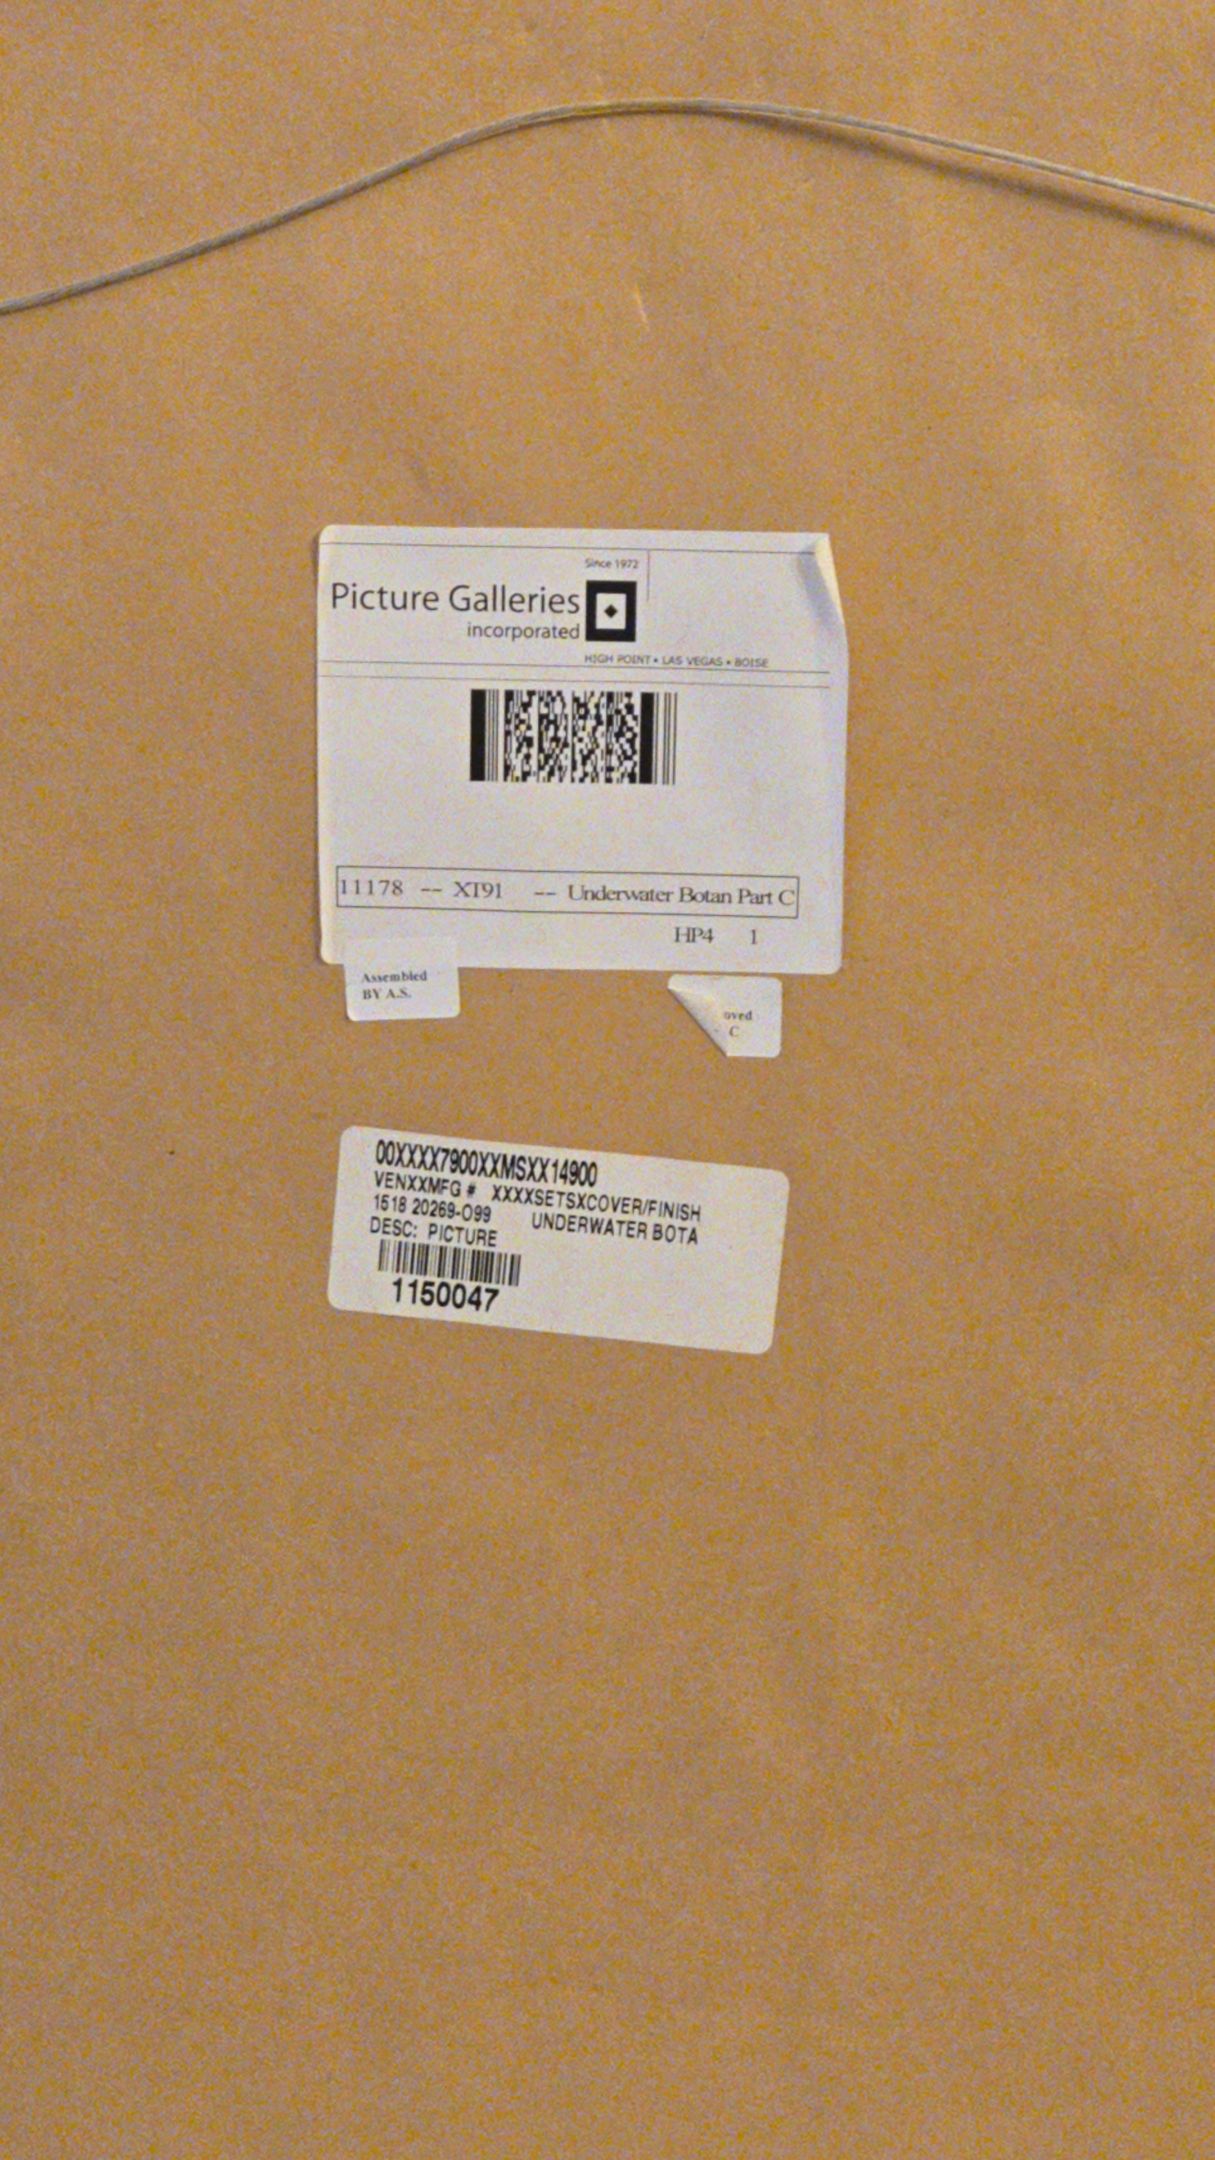 Since 1972
Picture Galleries
incorporated
HIGH POINT • LAS VEGAS • BOISE
11178 -- XT91 -- Underwater Botan Part C
HP4 1
Assembled
BY A.S.
oved
C
00XXXX7900XXMSXX14900
VENXXMFG # XXXXSETSXCOVER/FINISH
1518 20269-O99 UNDERWATER BOTA
DESC: PICTURE
1150047